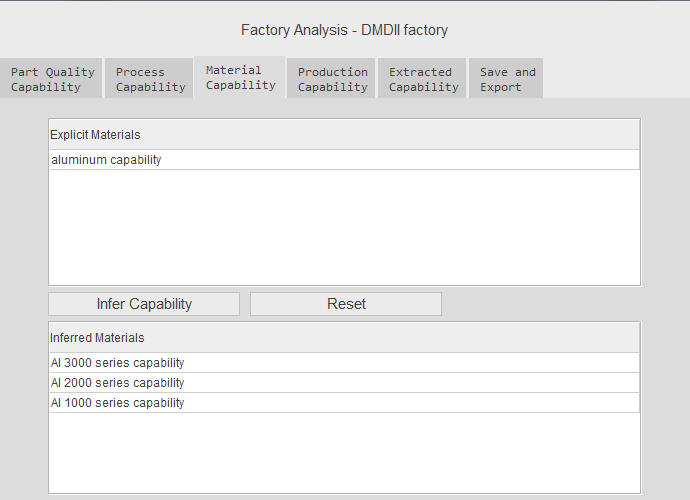 Factory Analysis - DMDII factory
Part Quality Capability
Process Capability
Material Capability
Production Capability
Extracted Capability
Save and Export
Explicit Materials
aluminum capability
Infer Capability
Reset
Inferred Materials
Al 3000 series capability
Al 2000 series capability
Al 1000 series capability